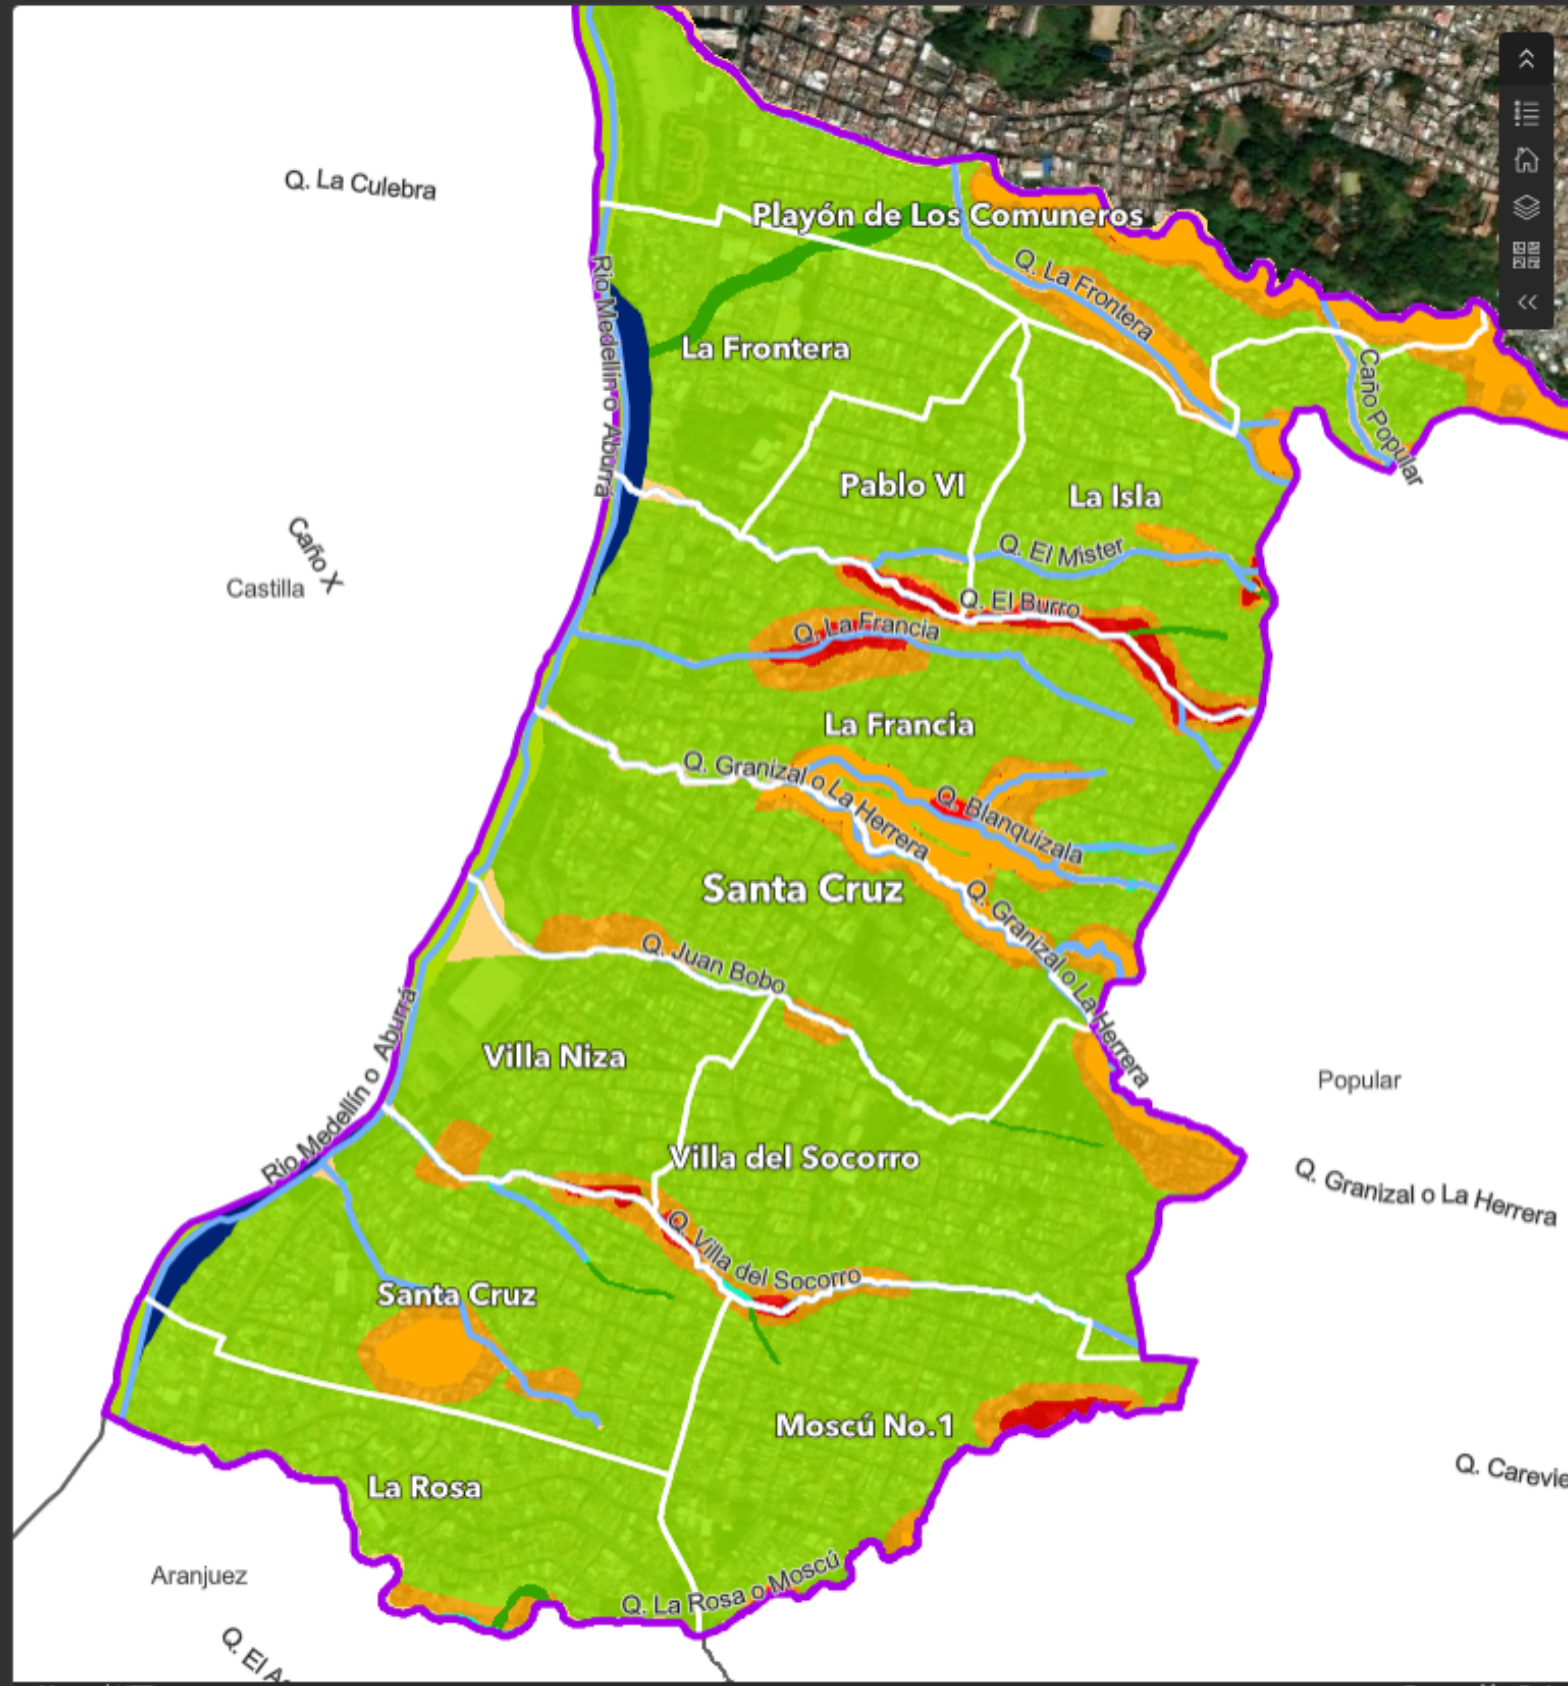 Q. La Culebra
Playón de Los Comuneros
Q. La Frontera
Rio Medellín o Aburrá
La Frontera
Caño Popular
Pablo VI
La Isla
Caño X
Castilla
Q. El Mister
Q. El Burro
Q. La Francia
La Francia
Q. Granizal o La Herrera
Q. Blanquizala
Santa Cruz
Q. Granizal o La Herrera
Q. Juan Bobo
Rio Medellín o Aburrá
Villa Niza
Popular
Villa del Socorro
Q. Granizal o La Herrera
Q. Villa del Socorro
Santa Cruz
Moscú No.1
Q. Carevie
La Rosa
Aranjuez
Q. La Rosa o Moscú
Q. El A